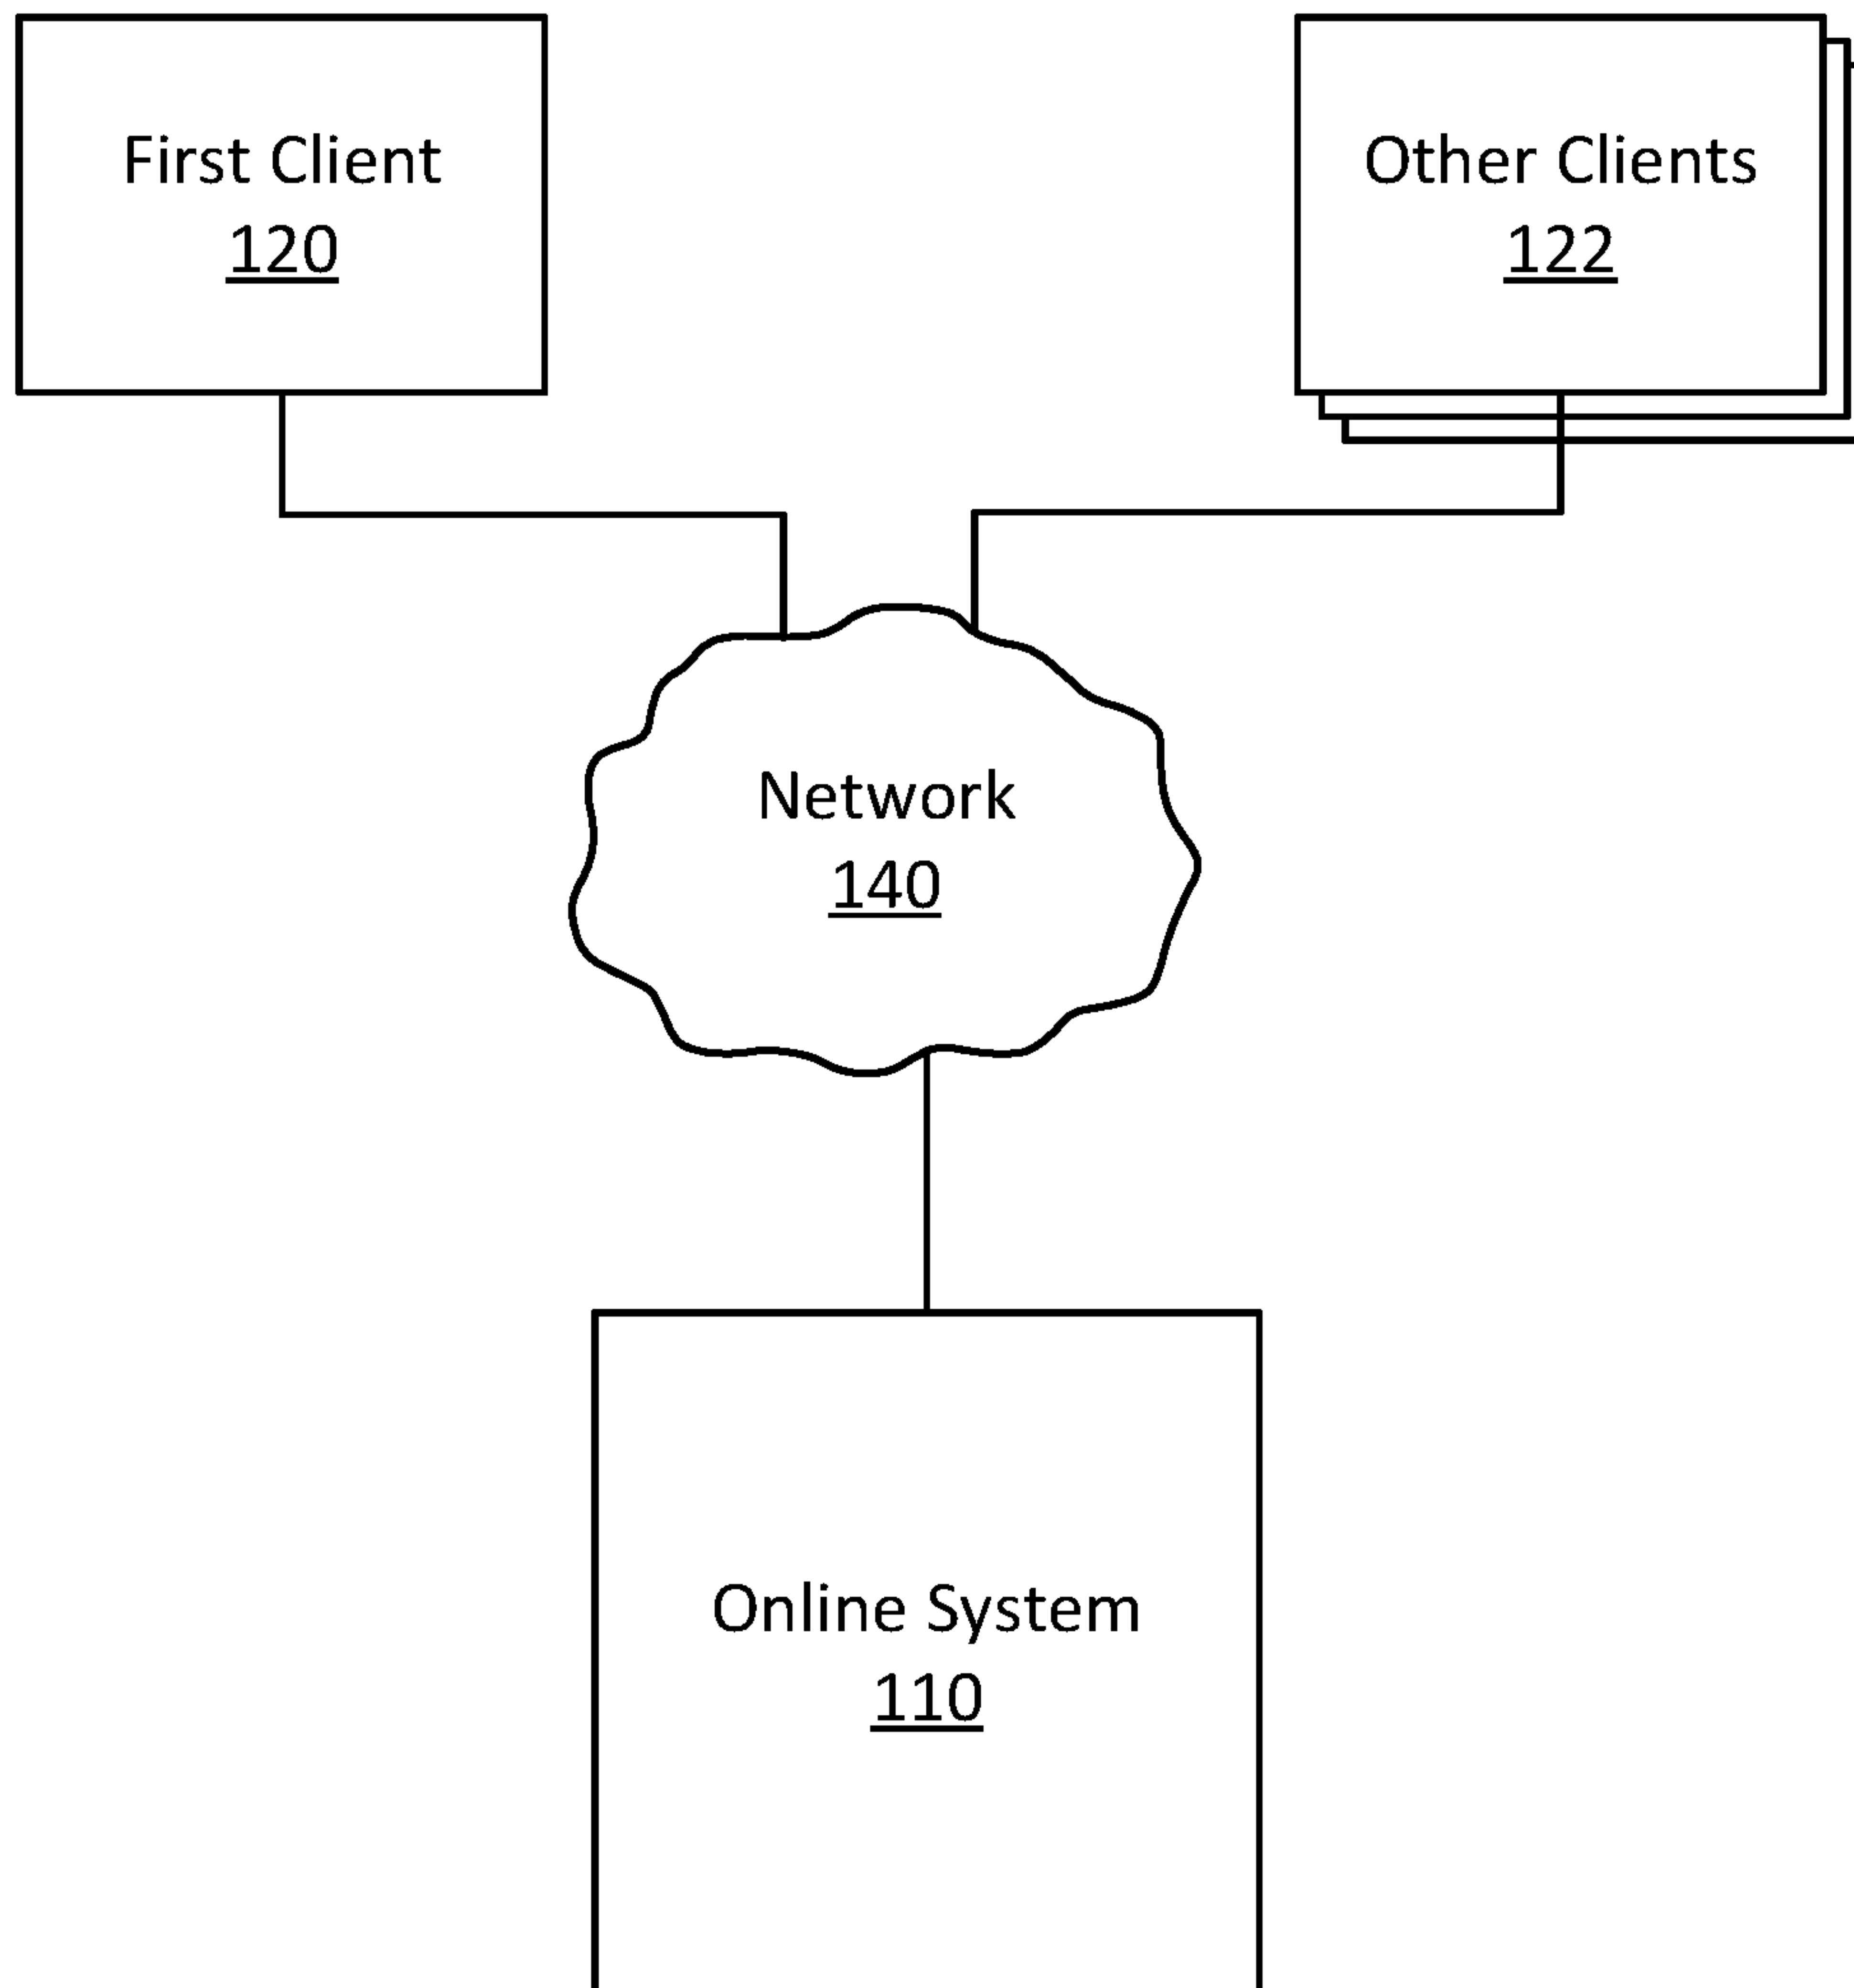 First Client
120
Other Clients
122
Network
140
Online System
110